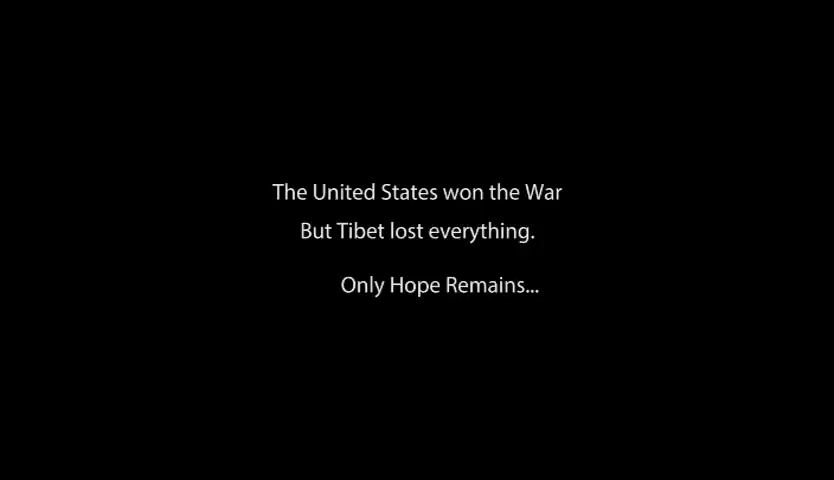 The United States won the War
But Tibet lost everything.
Only Hope Remains...